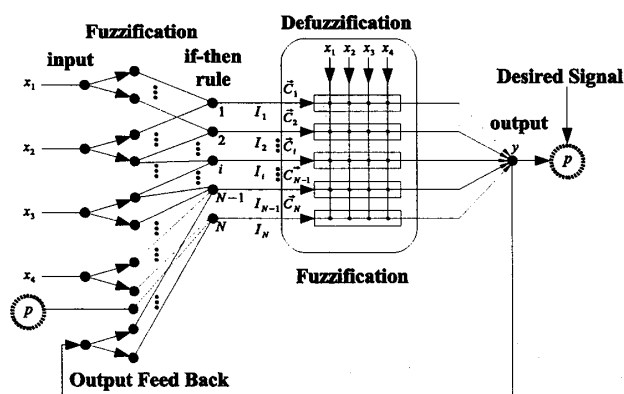 Defuzzification
Fuzzification
x1 x2 x3 x4
input
if-then
rule
Desired Signal
x1
C1
1
I1
C2
output
2
I2
Ci
y
p
x2
i
Ii
CN-1
x3
N-1
IN-1
CN
N
IN
x4
Fuzzification
p
Output Feed Back